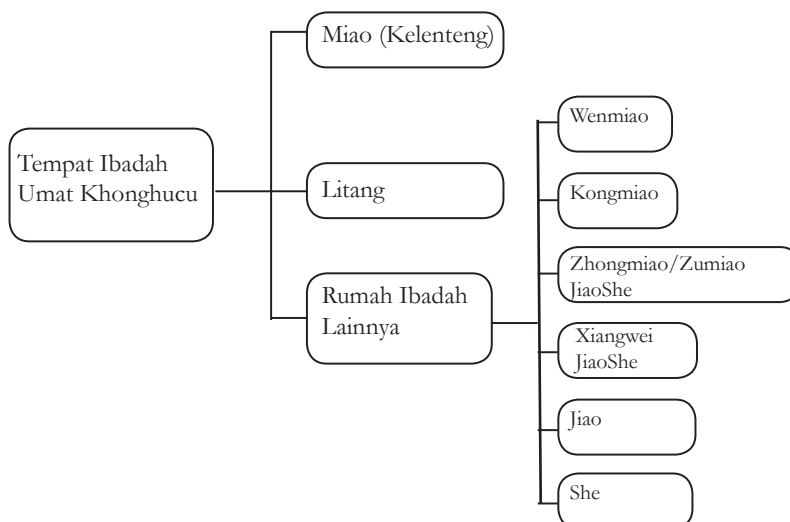 Tempat Ibadah
Umat Khonghucu
Miao (Kelenteng)
Litang
Rumah Ibadah
Lainnya
Wenmiao
Kongmiao
Zhongmiao/Zumiao
JiaoShe
Xiangwei
JiaoShe
Jiao
She